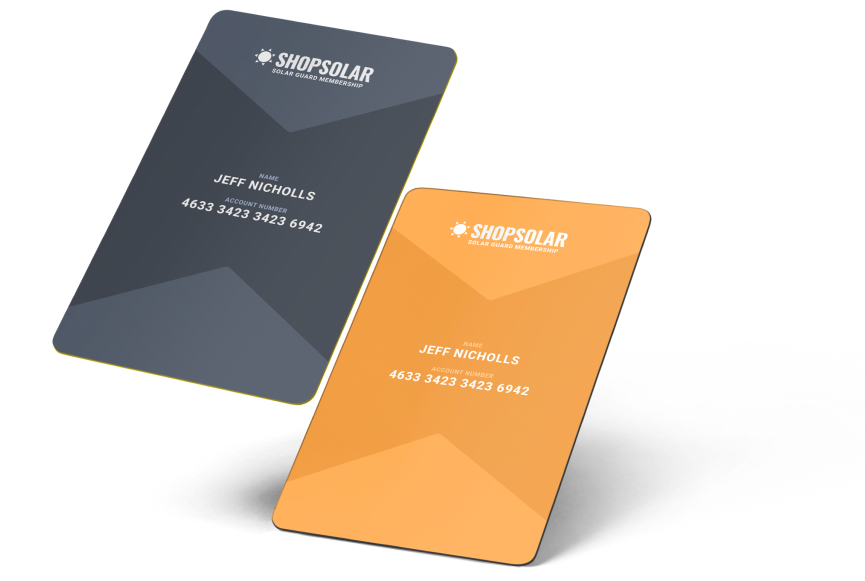 SHOPSOLAR
SOLAR GUARD MEMBERSHIP
NAME
JEFF NICHOLLS
ACCOUNT NUMBER
4633 3423 3423 6942
SHOPSOLAR
SOLAR GUARD MEMBERSHIP
NAME
JEFF NICHOLLS
ACCOUNT NUMBER
4633 3423 3423 6942